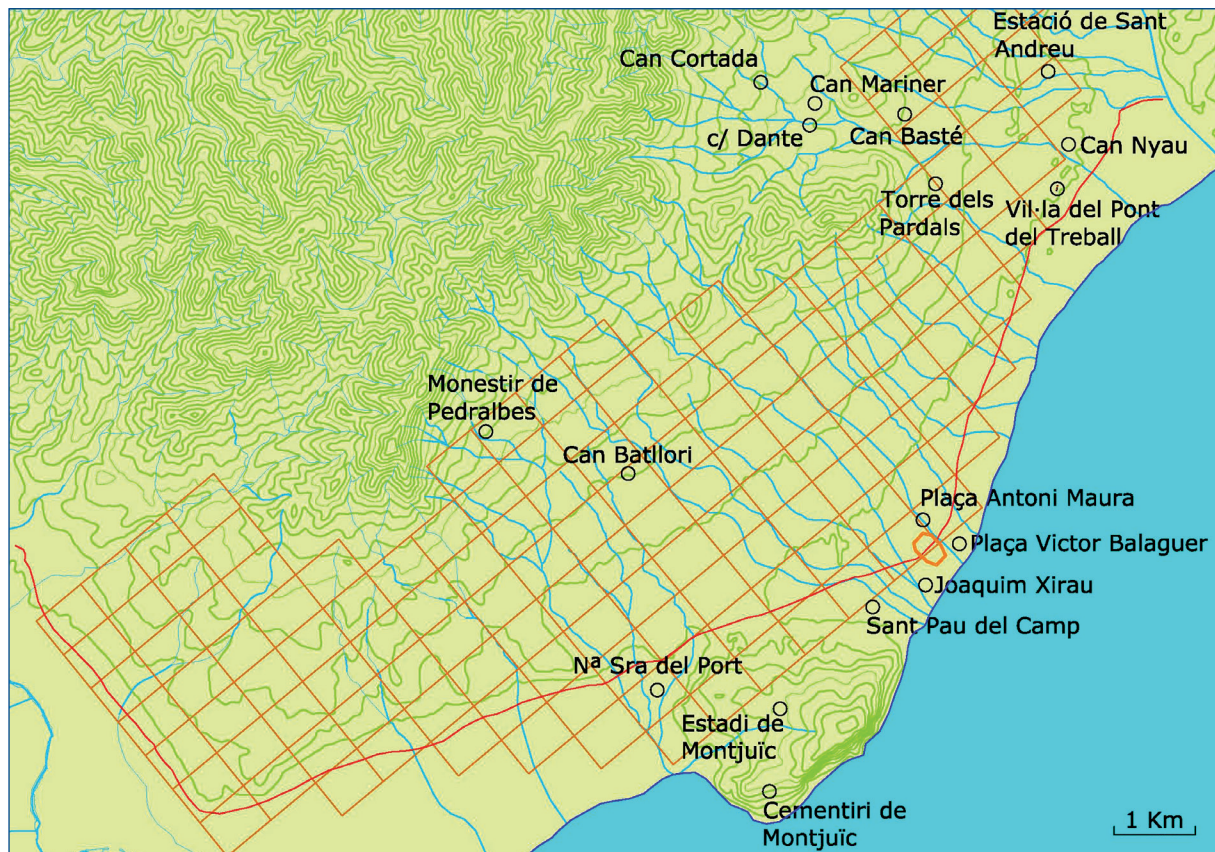 Estació de Sant
Andreu
Can Cortada
Can Mariner
c/ Dante
Can Basté
Can Nyau
Torre dels
Pardals
Vil·la del Pont
del Treball
Monestir de
Pedralbes
Can Batllori
Plaça Antoni Maura
Plaça Victor Balaguer
Joaquim Xirau
Sant Pau del Camp
Nª Sra del Port
Estadi de
Montjuïc
Cementiri de
Montjuïc
1 Km